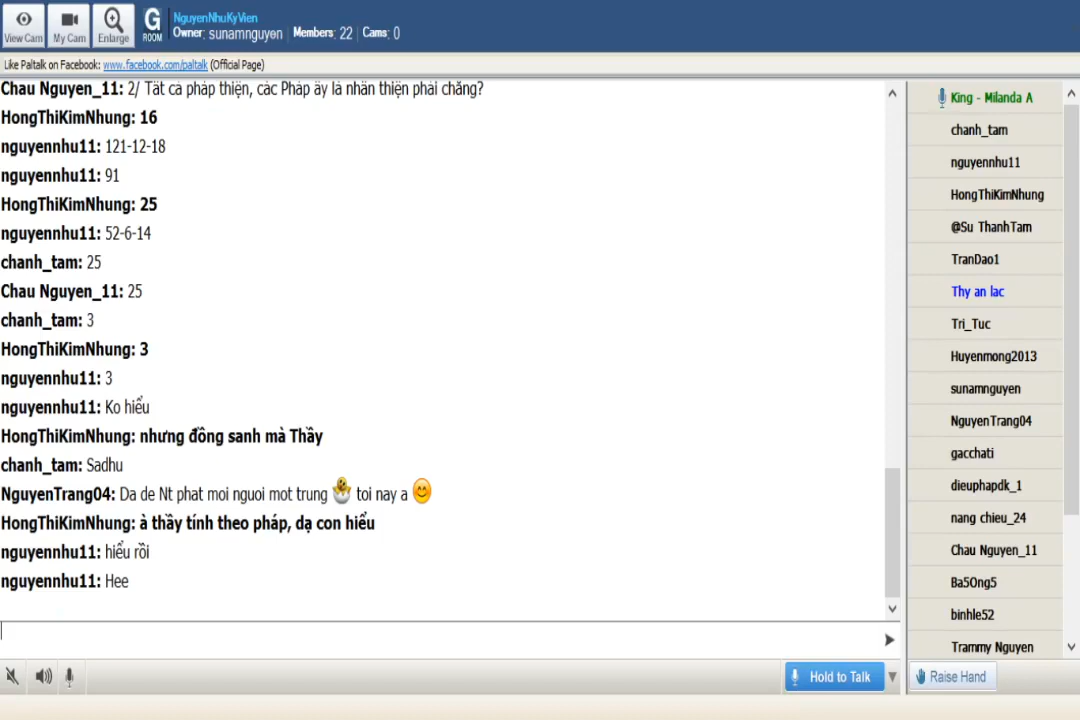 View Cam
My Cam
Enlarge
G
ROOM
NguyenNhuKyVien
Owner: sunamnguyen
Members: 22
Cams: 0
Like Paltalk on Facebook: www.facebook.com/paltalk (Official Page)
Chau Nguyen_11: 2/ Tất cả pháp thiện, các Pháp ấy là nhân thiện phải chăng?
HongThiKimNhung: 16
nguyennhu11: 121-12-18
nguyennhu11: 91
HongThiKimNhung: 25
nguyennhu11: 52-6-14
chanh_tam: 25
Chau Nguyen_11: 25
chanh_tam: 3
HongThiKimNhung: 3
nguyennhu11: 3
nguyennhu11: Ko hiểu
HongThiKimNhung: nhưng đồng sanh mà Thầy
chanh_tam: Sadhu
NguyenTrang04: Da de Nt phat moi nguoi mot trung toi nay a
HongThiKimNhung: à thầy tính theo pháp, dạ con hiểu
nguyennhu11: hiểu rồi
nguyennhu11: Hee
King - Milanda A
chanh_tam
nguyennhu11
HongThiKimNhung
@Su ThanhTam
TranDao1
Thy an lac
Tri_Tuc
Huyenmong2013
sunamnguyen
NguyenTrang04
gacchati
dieuphapdk_1
nang chieu_24
Chau Nguyen_11
Ba5Ong5
binhle52
Trammy Nguyen
Hold to Talk
Raise Hand